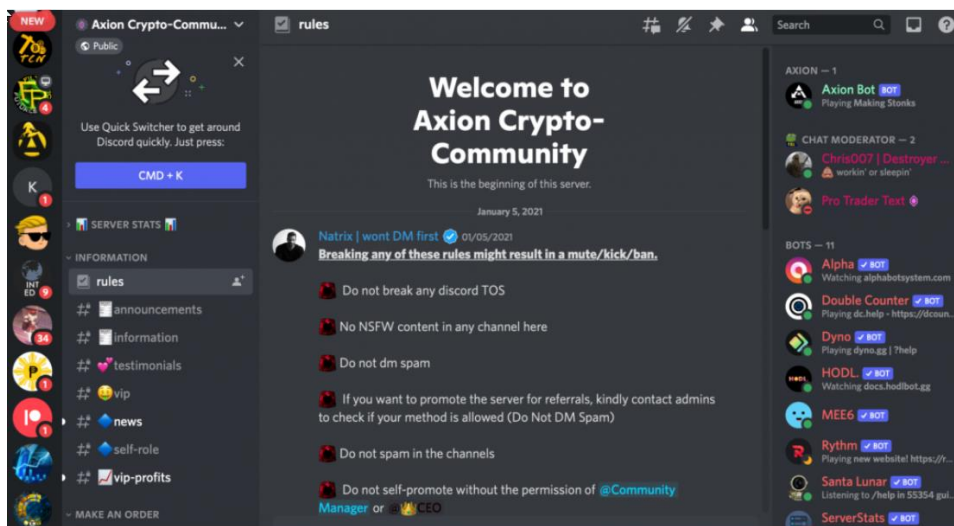 NEW
TCN
4
K
1
INT
ED 9
34
P
1
1
Axion Crypto-Commu...
Public
Use Quick Switcher to get around
Discord quickly. Just press:
CMD + K
SERVER STATS
INFORMATION
rules
announcements
information
testimonials
vip
news
self-role
vip-profits
MAKE AN ORDER
rules
Welcome to
Axion Crypto-
Community
This is the beginning of this server.
January 5, 2021
Natrix | wont DM first 01/05/2021
Breaking any of these rules might result in a mute/kick/ban.
Do not break any discord TOS
No NSFW content in any channel here
Do not dm spam
If you want to promote the server for referrals, kindly contact admins
to check if your method is allowed (Do Not DM Spam)
Do not spam in the channels
Do not self-promote without the permission of @Community
Manager or @CEO
Search
AXION — 1
Axion Bot BOT
Playing Making Stonks
CHAT MODERATOR — 2
Chris007 | Destroyer ...
workin' or sleepin'
Pro Trader Text
BOTS — 11
Alpha BOT
Watching alphabotsystem.com
Double Counter BOT
Playing dc.help - https://dcoun...
Dyno BOT
Playing dyno.gg | ?help
HODL. BOT
Watching docs.hodlbot.gg
MEE6 BOT
Rythm BOT
Playing new website! https://r...
Santa Lunar BOT
Listening to /help in 55354 gui...
ServerStats BOT